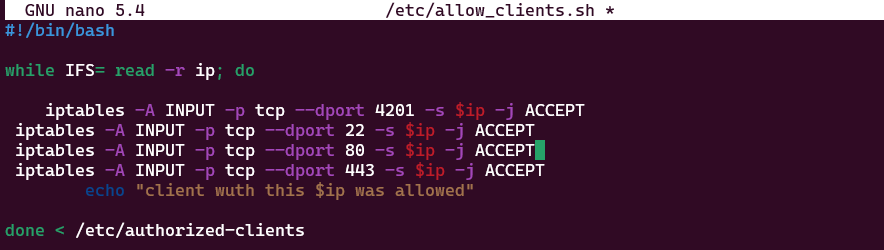 GNU nano 5.4 /etc/allow_clients.sh *
#!/bin/bash
while IFS= read -r ip; do
iptables -A INPUT -p tcp --dport 4201 -s $ip -j ACCEPT
iptables -A INPUT -p tcp --dport 22 -s $ip -j ACCEPT
iptables -A INPUT -p tcp --dport 80 -s $ip -j ACCEPT
iptables -A INPUT -p tcp --dport 443 -s $ip -j ACCEPT
echo "client wuth this $ip was allowed"
done < /etc/authorized-clients